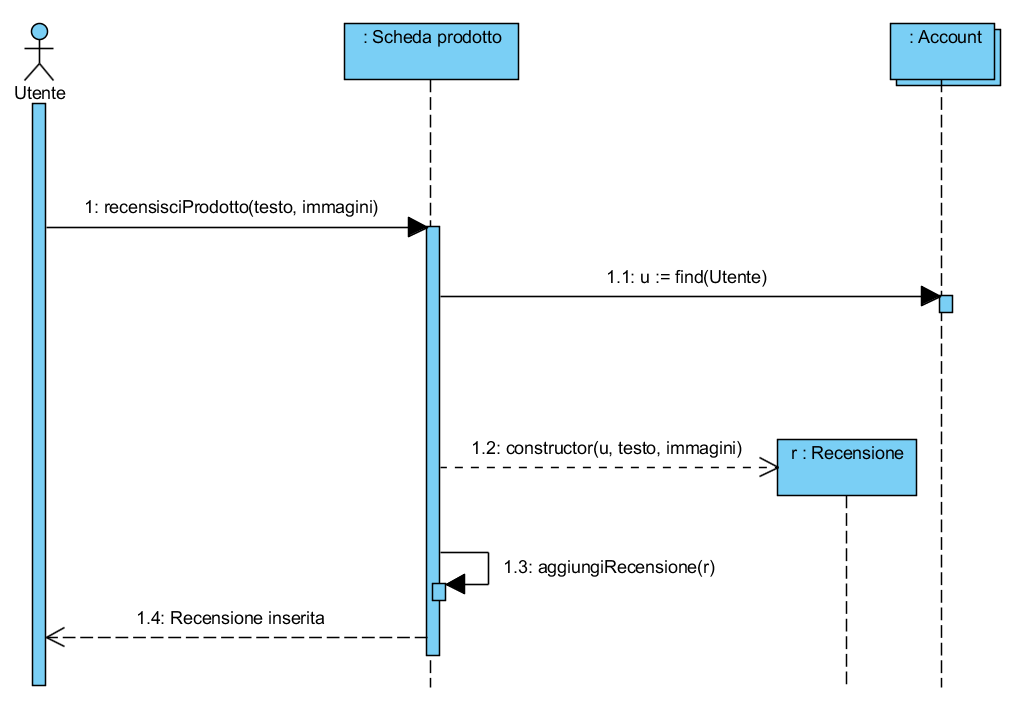 : Scheda prodotto
: Account
Utente
1: recensisciProdotto(testo, immagini)
1.1: u := find(Utente)
1.2: constructor(u, testo, immagini)
r : Recensione
1.3: aggiungiRecensione(r)
1.4: Recensione inserita